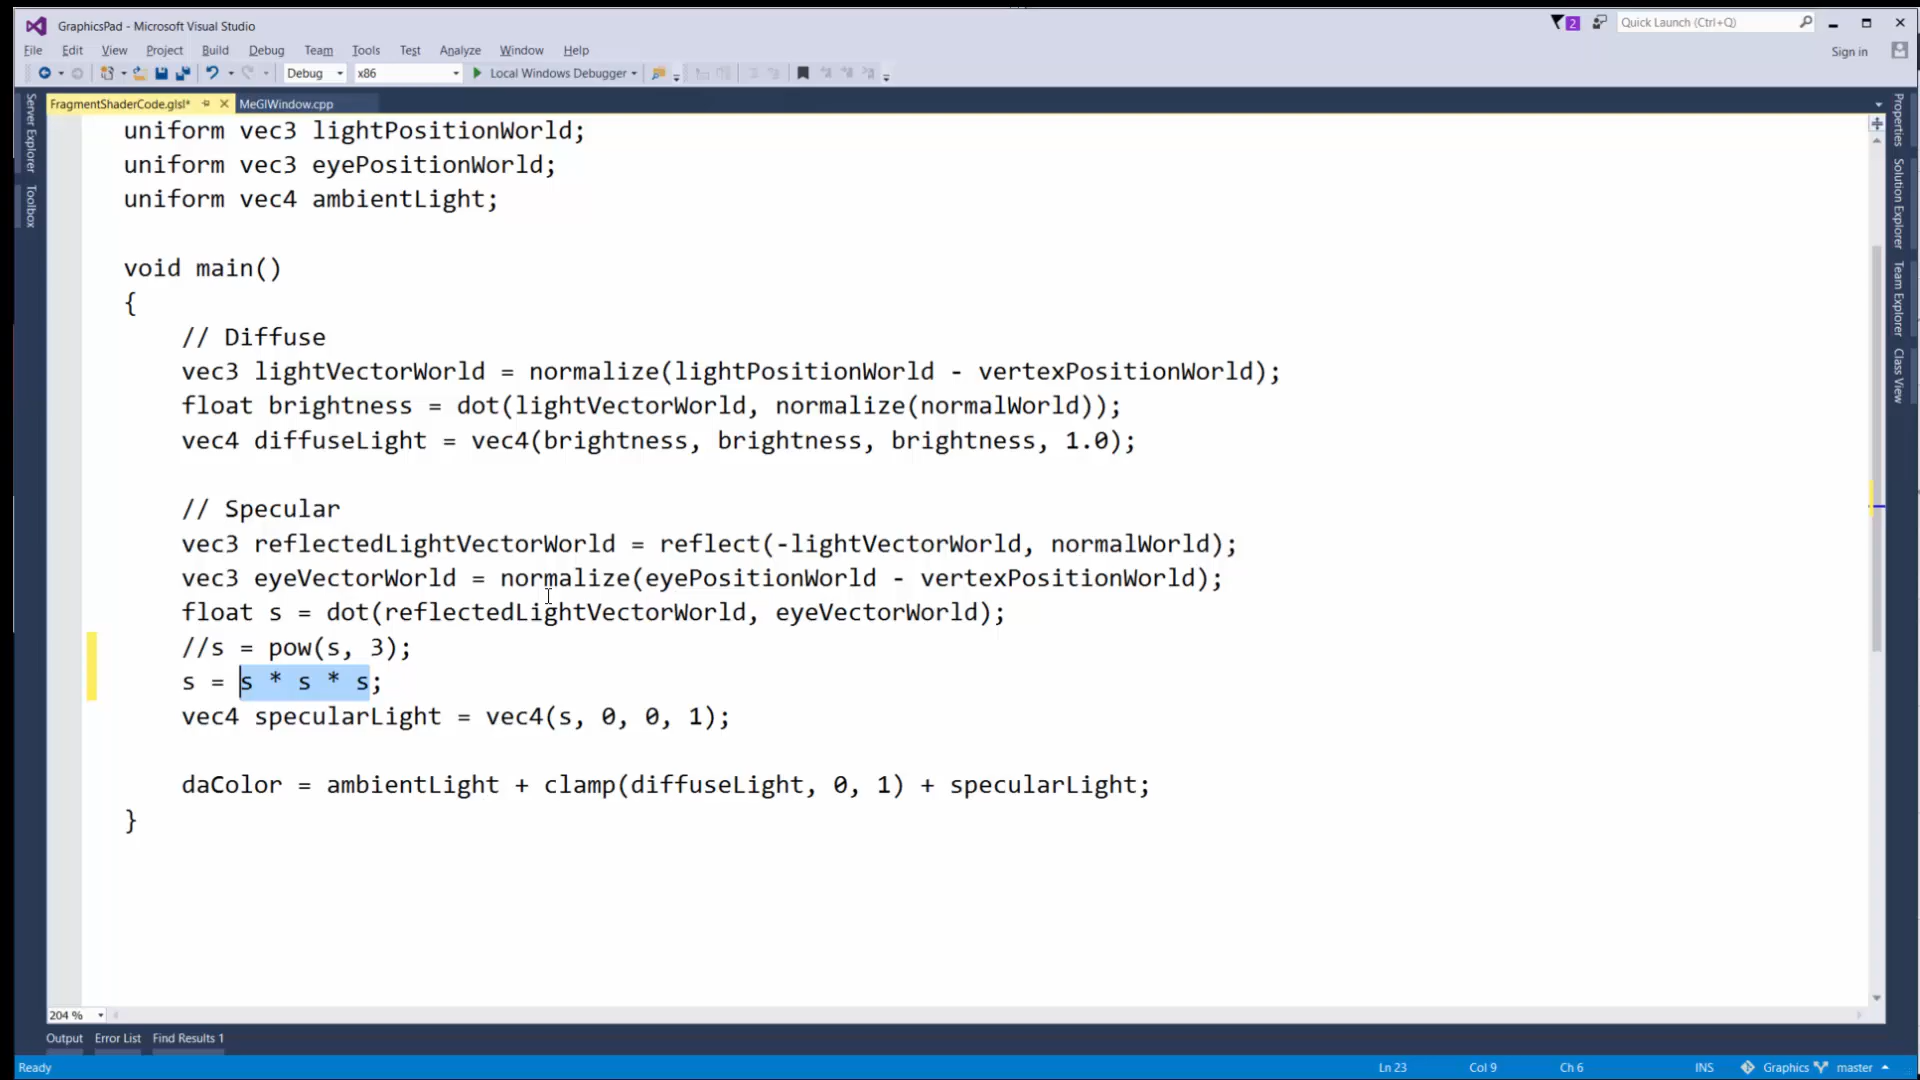 GraphicsPad - Microsoft Visual Studio
2
Quick Launch (Ctrl+Q)
File Edit View Project Build Debug Team Tools Test Analyze Window Help
Sign in
Debug x86 Local Windows Debugger
FragmentShaderCode.glsl* MeGlWindow.cpp
Server Explorer
Toolbox
uniform vec3 lightPositionWorld;
uniform vec3 eyePositionWorld;
uniform vec4 ambientLight;
void main()
{
// Diffuse
vec3 lightVectorWorld = normalize(lightPositionWorld - vertexPositionWorld);
float brightness = dot(lightVectorWorld, normalize(normalWorld));
vec4 diffuseLight = vec4(brightness, brightness, brightness, 1.0);
// Specular
vec3 reflectedLightVectorWorld = reflect(-lightVectorWorld, normalWorld);
vec3 eyeVectorWorld = normalize(eyePositionWorld - vertexPositionWorld);
float s = dot(reflectedLightVectorWorld, eyeVectorWorld);
//s = pow(s, 3);
s = s * s * s;
vec4 specularLight = vec4(s, 0, 0, 1);
daColor = ambientLight + clamp(diffuseLight, 0, 1) + specularLight;
}
Properties
Solution Explorer
Team Explorer
Class View
204 %
Output Error List Find Results 1
Ready Ln 23 Col 9 Ch 6 INS Graphics master